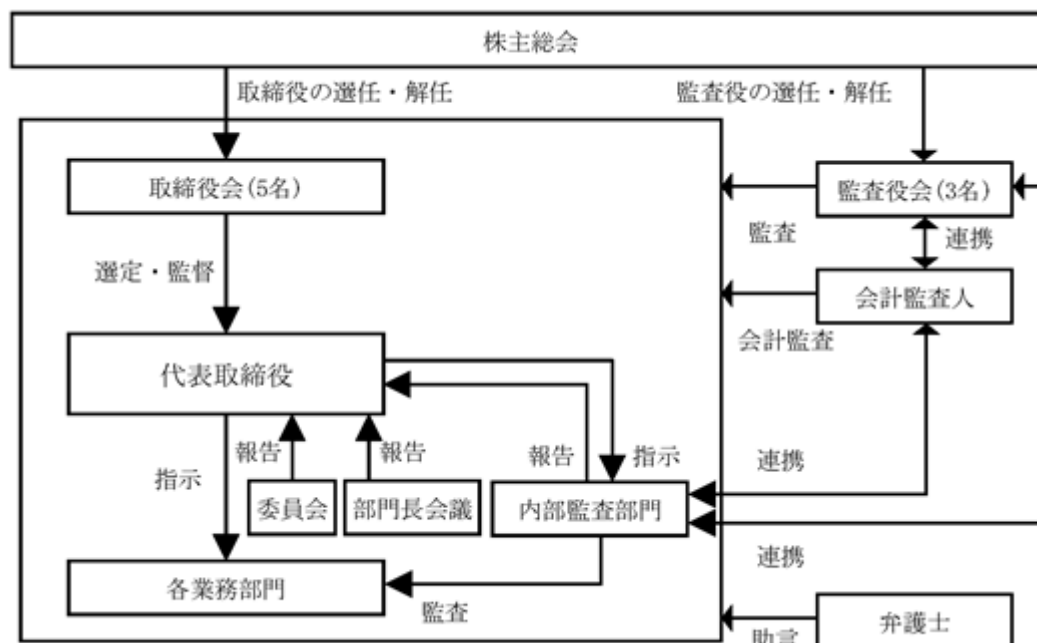 株主総会
取締役の選任・解任
監査役の選任・解任
取締役会(5名)
監査役会(3名)
監査
連携
選定・監督
会計監査人
会計監査
代表取締役
報告
報告
報告
指示
指示
連携
委員会
部門長会議
内部監査部門
連携
各業務部門
監査
弁護士
助言